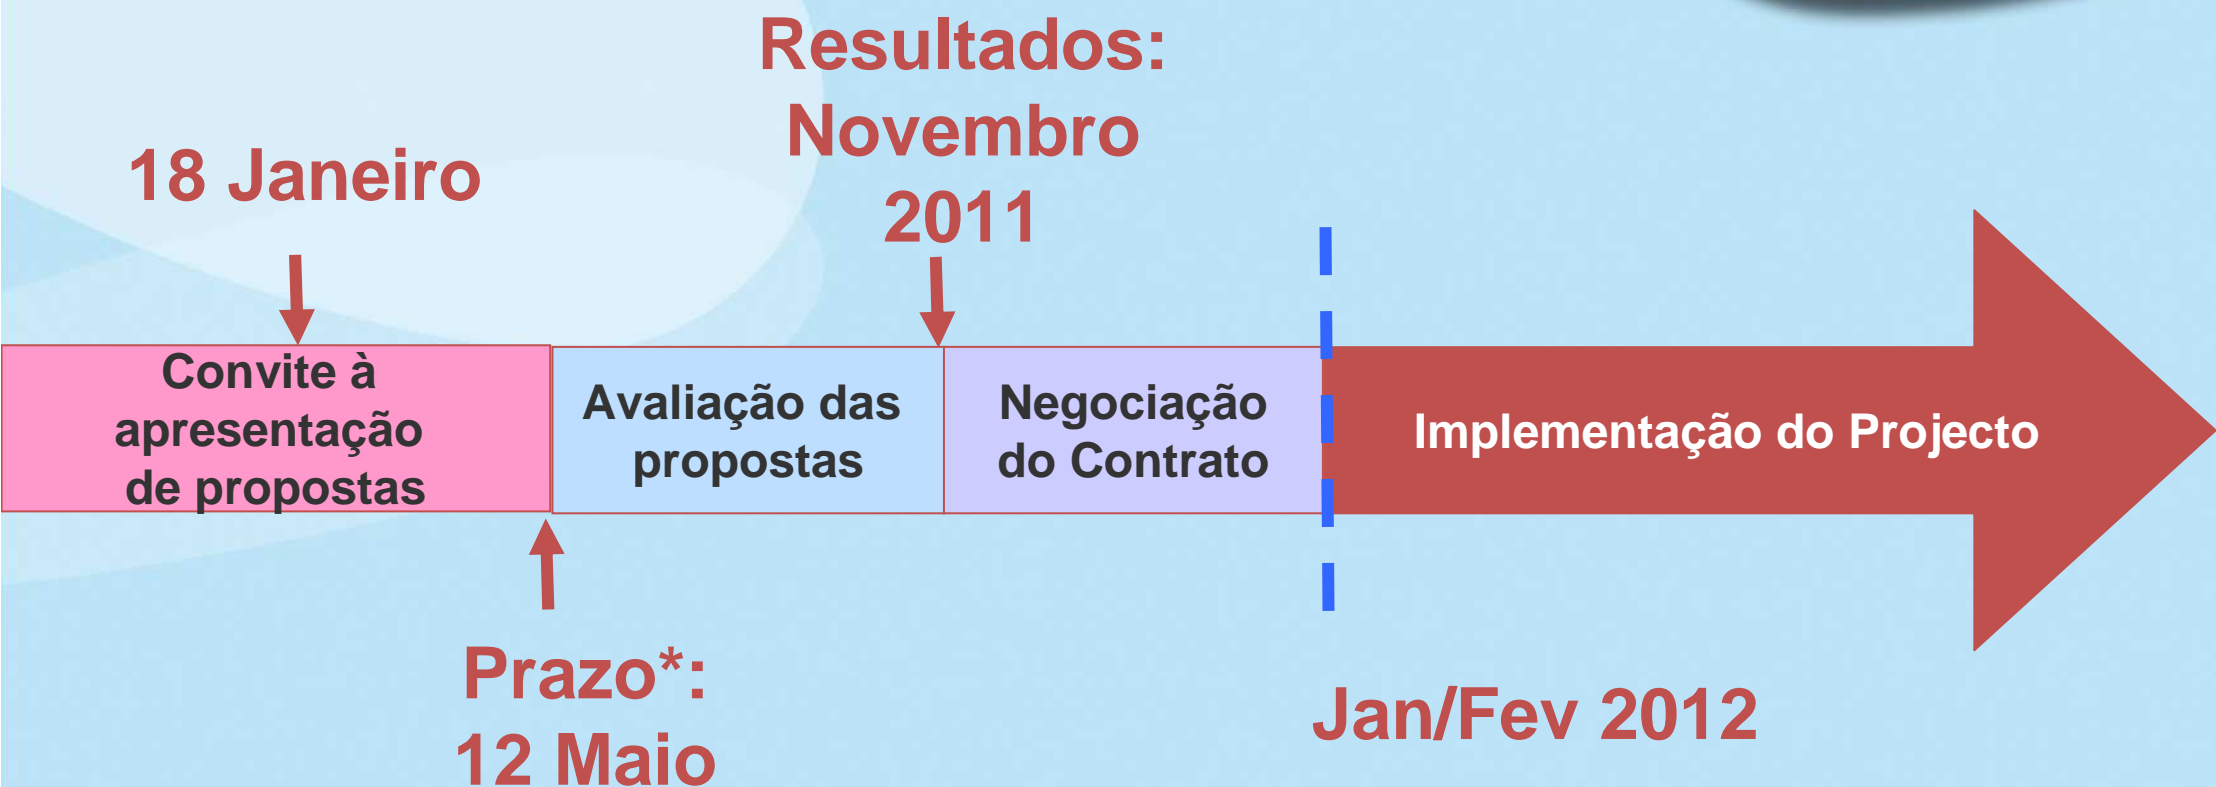 Resultados:
Novembro
2011
18 Janeiro
Convite à
apresentação
de propostas
Avaliação das
propostas
Negociação
do Contrato
Implementação do Projecto
Prazo*:
12 Maio
Jan/Fev 2012